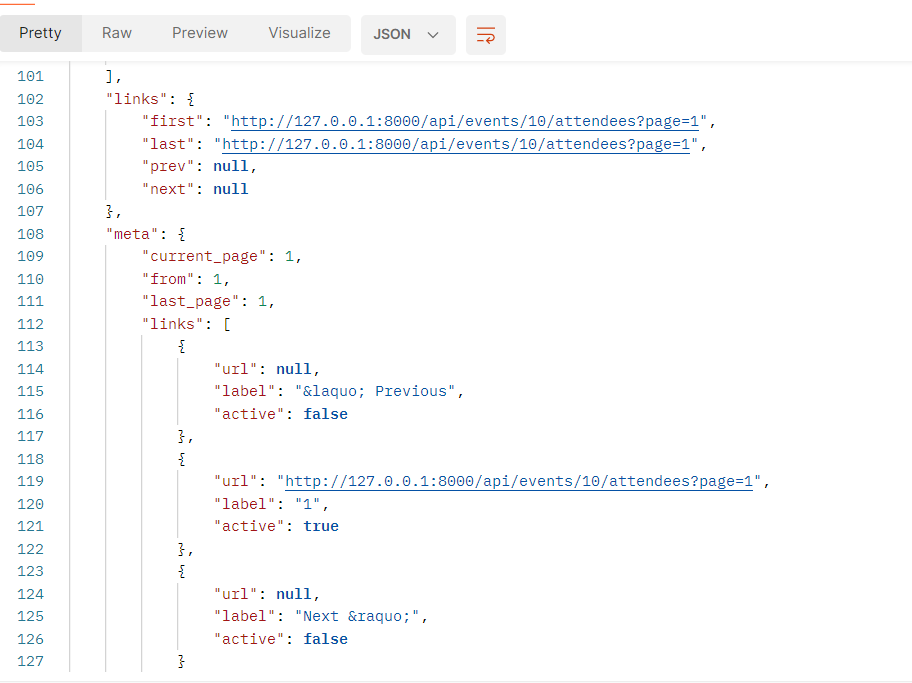 Pretty Raw Preview Visualize JSON
101 ],
102 "links": {
103 "first": "http://127.0.0.1:8000/api/events/10/attendees?page=1",
104 "last": "http://127.0.0.1:8000/api/events/10/attendees?page=1",
105 "prev": null,
106 "next": null
107 },
108 "meta": {
109 "current_page": 1,
110 "from": 1,
111 "last_page": 1,
112 "links": [
113 {
114 "url": null,
115 "label": "&laquo; Previous",
116 "active": false
117 },
118 {
119 "url": "http://127.0.0.1:8000/api/events/10/attendees?page=1",
120 "label": "1",
121 "active": true
122 },
123 {
124 "url": null,
125 "label": "Next &raquo;",
126 "active": false
127 }